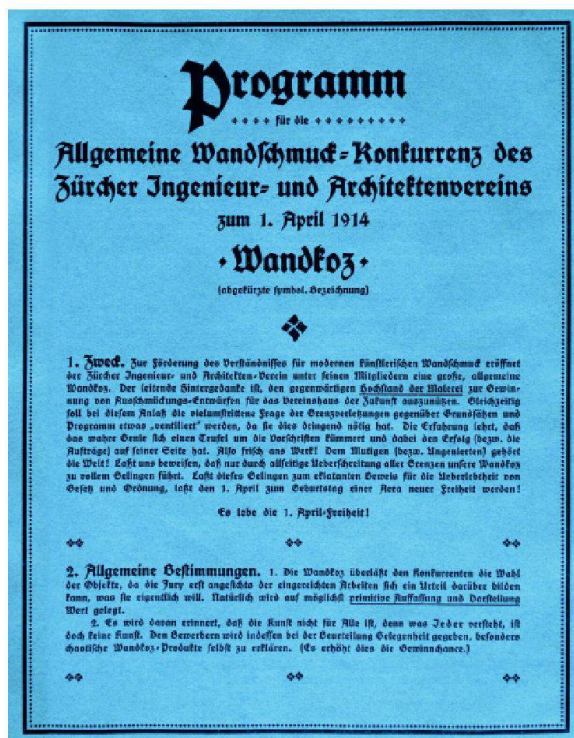 Programm
für die
Allgemeine Wandschmuck-Konkurrenz des
Zürcher Ingenieur- und Architektenvereins
zum 1. April 1914
Wandkoz
(abgekürzte symbol. Bezeichnung)
1. Zweck. Zur Förderung des Verständnisses für modernen künstlerischen Wandschmuck eröffnet
der Zürcher Ingenieur- und Architekten-Verein unter seinen Mitgliedern eine große, allgemeine
Wandkoz. Der leitende Hintergedanke ist, den gegenwärtigen Hochstand der Malerei zur Gewin-
nung von Ausschmückungs-Entwürfen für das Vereinshaus der Zukunft auszunützen. Gleichzeitig
soll bei diesem Anlaß die vielumstrittene Frage der Grenzverletzungen gegenüber Grundsätzen und
Programm etwas „ventiliert" werden, da sie dies dringend nötig hat. Die Erfahrung lehrt, daß
das wahre Genie sich einen Teufel um die Vorschriften kümmert und dabei den Erfolg (bezw. die
Aufträge) auf seiner Seite hat. Also frisch ans Werk! Dem Mutigen (bezw. Ungenierten) gehört
die Welt! Laßt uns beweisen, daß nur durch allseitige Ueberschreitung aller Grenzen unsere Wandkoz
zu vollem Gelingen führt. Laßt dieses Gelingen zum eklatanten Beweis für die Ueberlebtheit von
Gesetz und Ordnung, laßt den 1. April zum Geburtstag einer Aera neuer Freiheit werden!
Es lebe die 1. April-Freiheit!
2. Allgemeine Bestimmungen. 1. Die Wandkoz überläßt den Konkurrenten die Wahl
der Objekte, da die Jury erst angesichts der eingereichten Arbeiten sich ein Urteil darüber bilden
kann, was sie eigentlich will. Natürlich wird auf möglichst primitive Auffassung und Darstellung
Wert gelegt.
2. Es wird daran erinnert, daß die Kunst nicht für Alle ist, denn was Jeder versteht, ist
doch keine Kunst. Den Bewerbern wird indessen bei der Beurteilung Gelegenheit gegeben, besonders
chaotische Wandkoz-Produkte selbst zu erklären. (Es erhöht dies die Gewinnchance.)